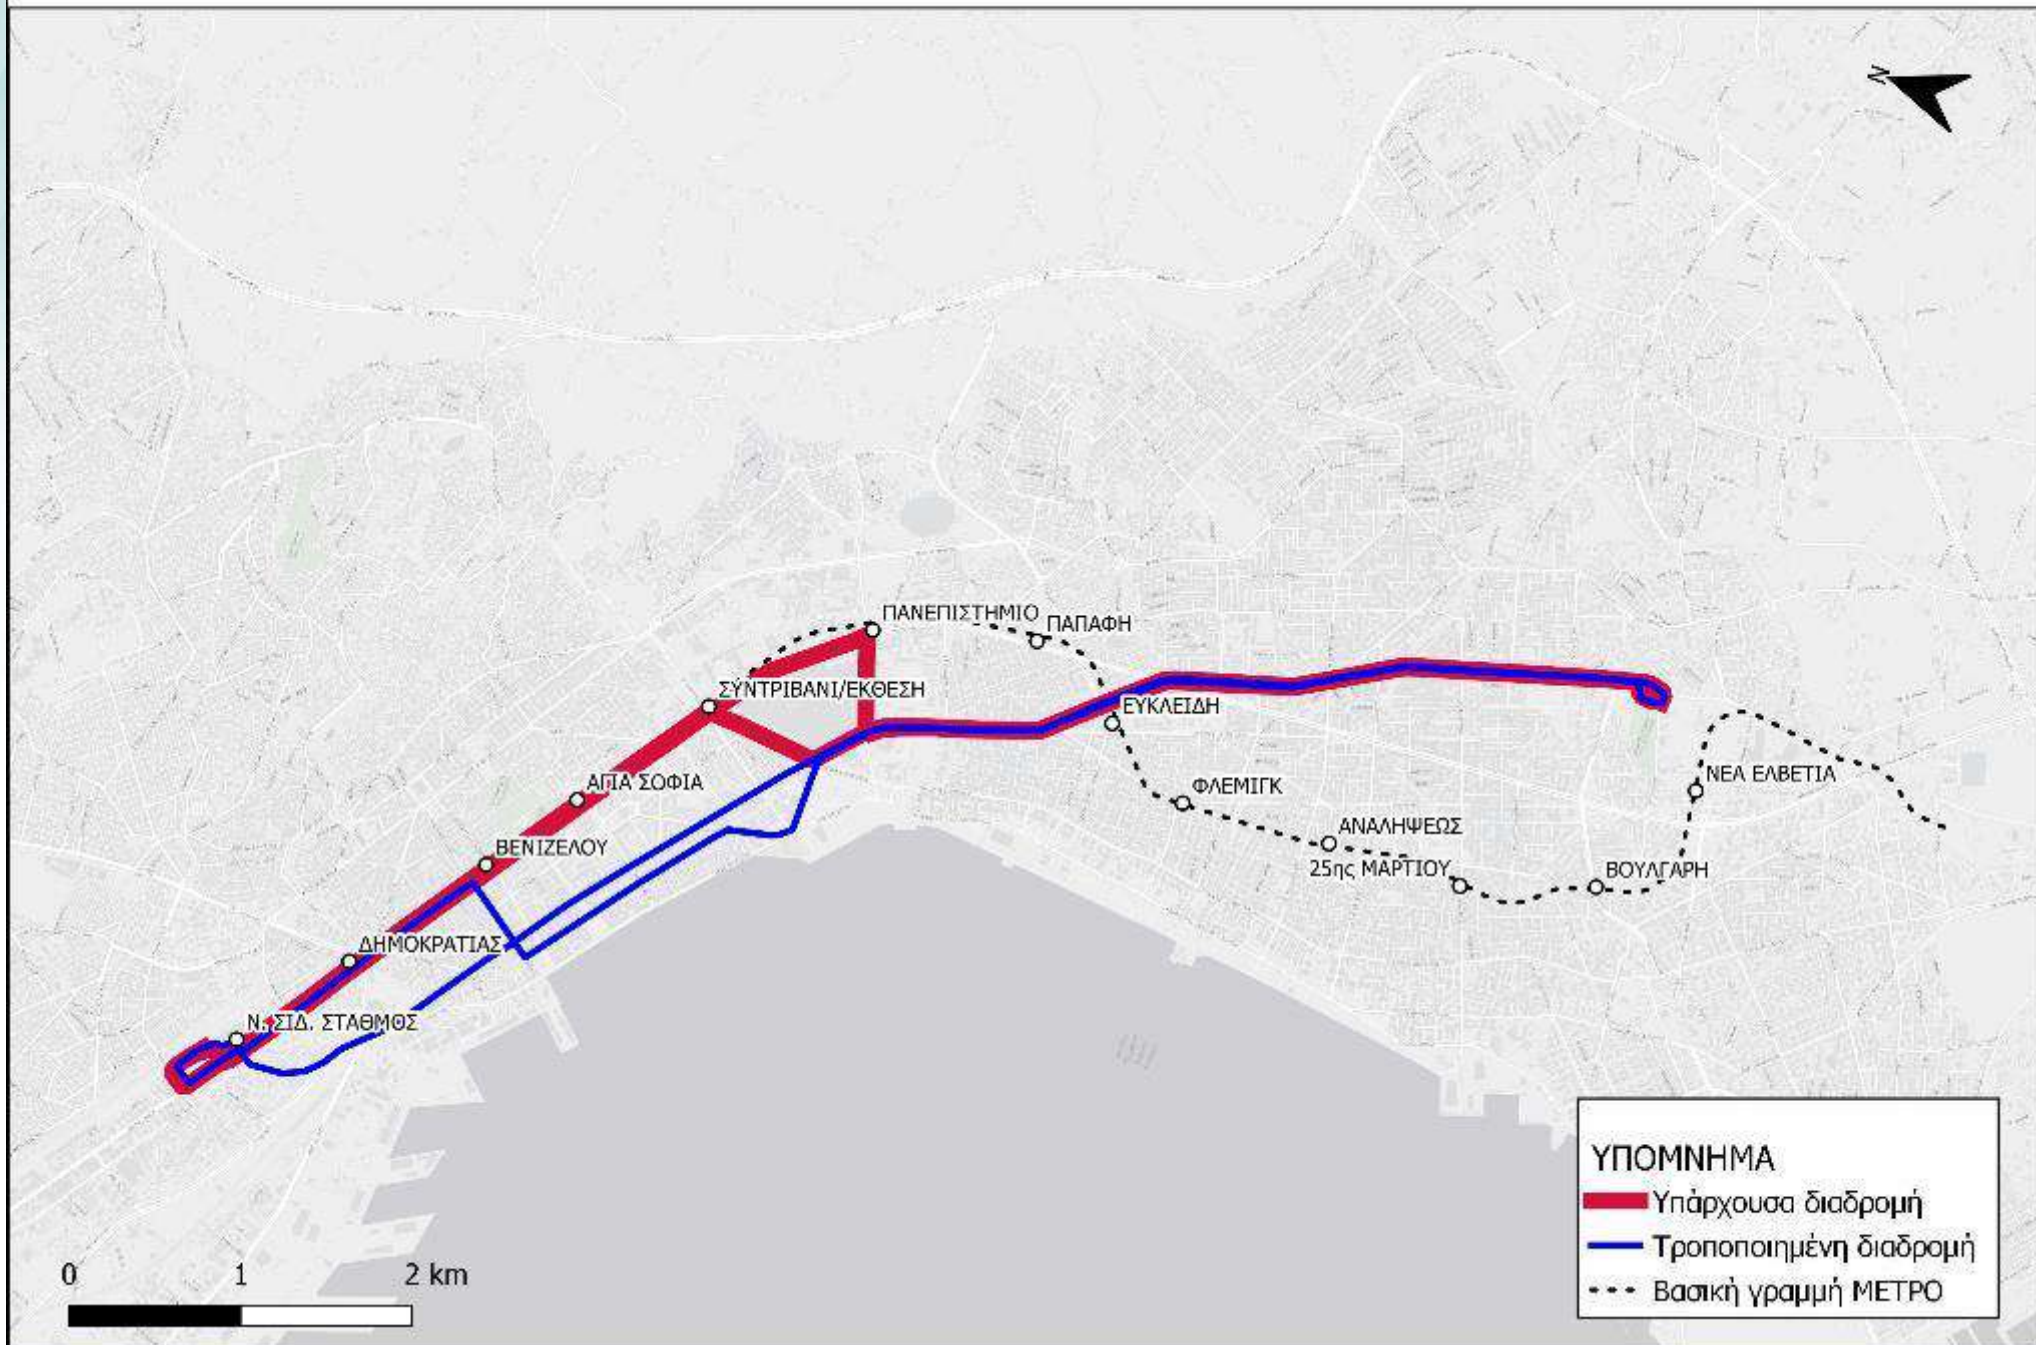 N
ΠΑΝΕΠΙΣΤΗΜΙΟ
ΠΑΠΑΦΗ
ΣΥΝΤΡΙΒΑΝΙ/ΕΚΘΕΣΗ
ΕΥΚΛΕΙΔΗ
ΝΕΑ ΕΛΒΕΤΙΑ
ΑΓΙΑ ΣΟΦΙΑ
ΦΛΕΜΙΓΚ
ΑΝΑΛΗΨΕΩΣ
ΒΕΝΙΖΕΛΟΥ
25ης ΜΑΡΤΙΟΥ
ΒΟΥΛΓΑΡΗ
ΔΗΜΟΚΡΑΤΙΑΣ
Ν. ΣΙΔ. ΣΤΑΘΜΟΣ
ΥΠΟΜΝΗΜΑ
Υπάρχουσα διαδρομή
Τροποποιημένη διαδρομή
Βασική γραμμή ΜΕΤΡΟ
0 1 2 km